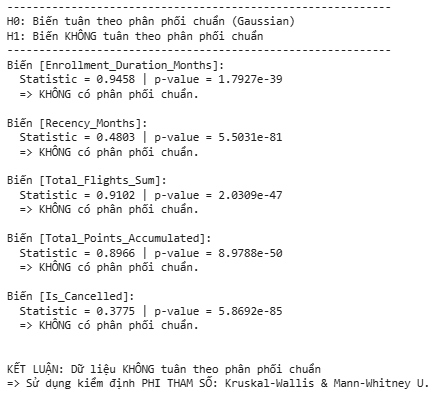 ------------------------------------------------------------
H0: Biến tuân theo phân phối chuẩn (Gaussian)
H1: Biến KHÔNG tuân theo phân phối chuẩn
------------------------------------------------------------
Biến [Enrollment_Duration_Months]:
Statistic = 0.9458 | p-value = 1.7927e-39
=> KHÔNG có phân phối chuẩn.
Biến [Recency_Months]:
Statistic = 0.4803 | p-value = 5.5031e-81
=> KHÔNG có phân phối chuẩn.
Biến [Total_Flights_Sum]:
Statistic = 0.9102 | p-value = 2.0309e-47
=> KHÔNG có phân phối chuẩn.
Biến [Total_Points_Accumulated]:
Statistic = 0.8966 | p-value = 8.9788e-50
=> KHÔNG có phân phối chuẩn.
Biến [Is_Cancelled]:
Statistic = 0.3775 | p-value = 5.8692e-85
=> KHÔNG có phân phối chuẩn.
KẾT LUẬN: Dữ liệu KHÔNG tuân theo phân phối chuẩn
=> Sử dụng kiểm định PHI THAM SỐ: Kruskal-Wallis & Mann-Whitney U.